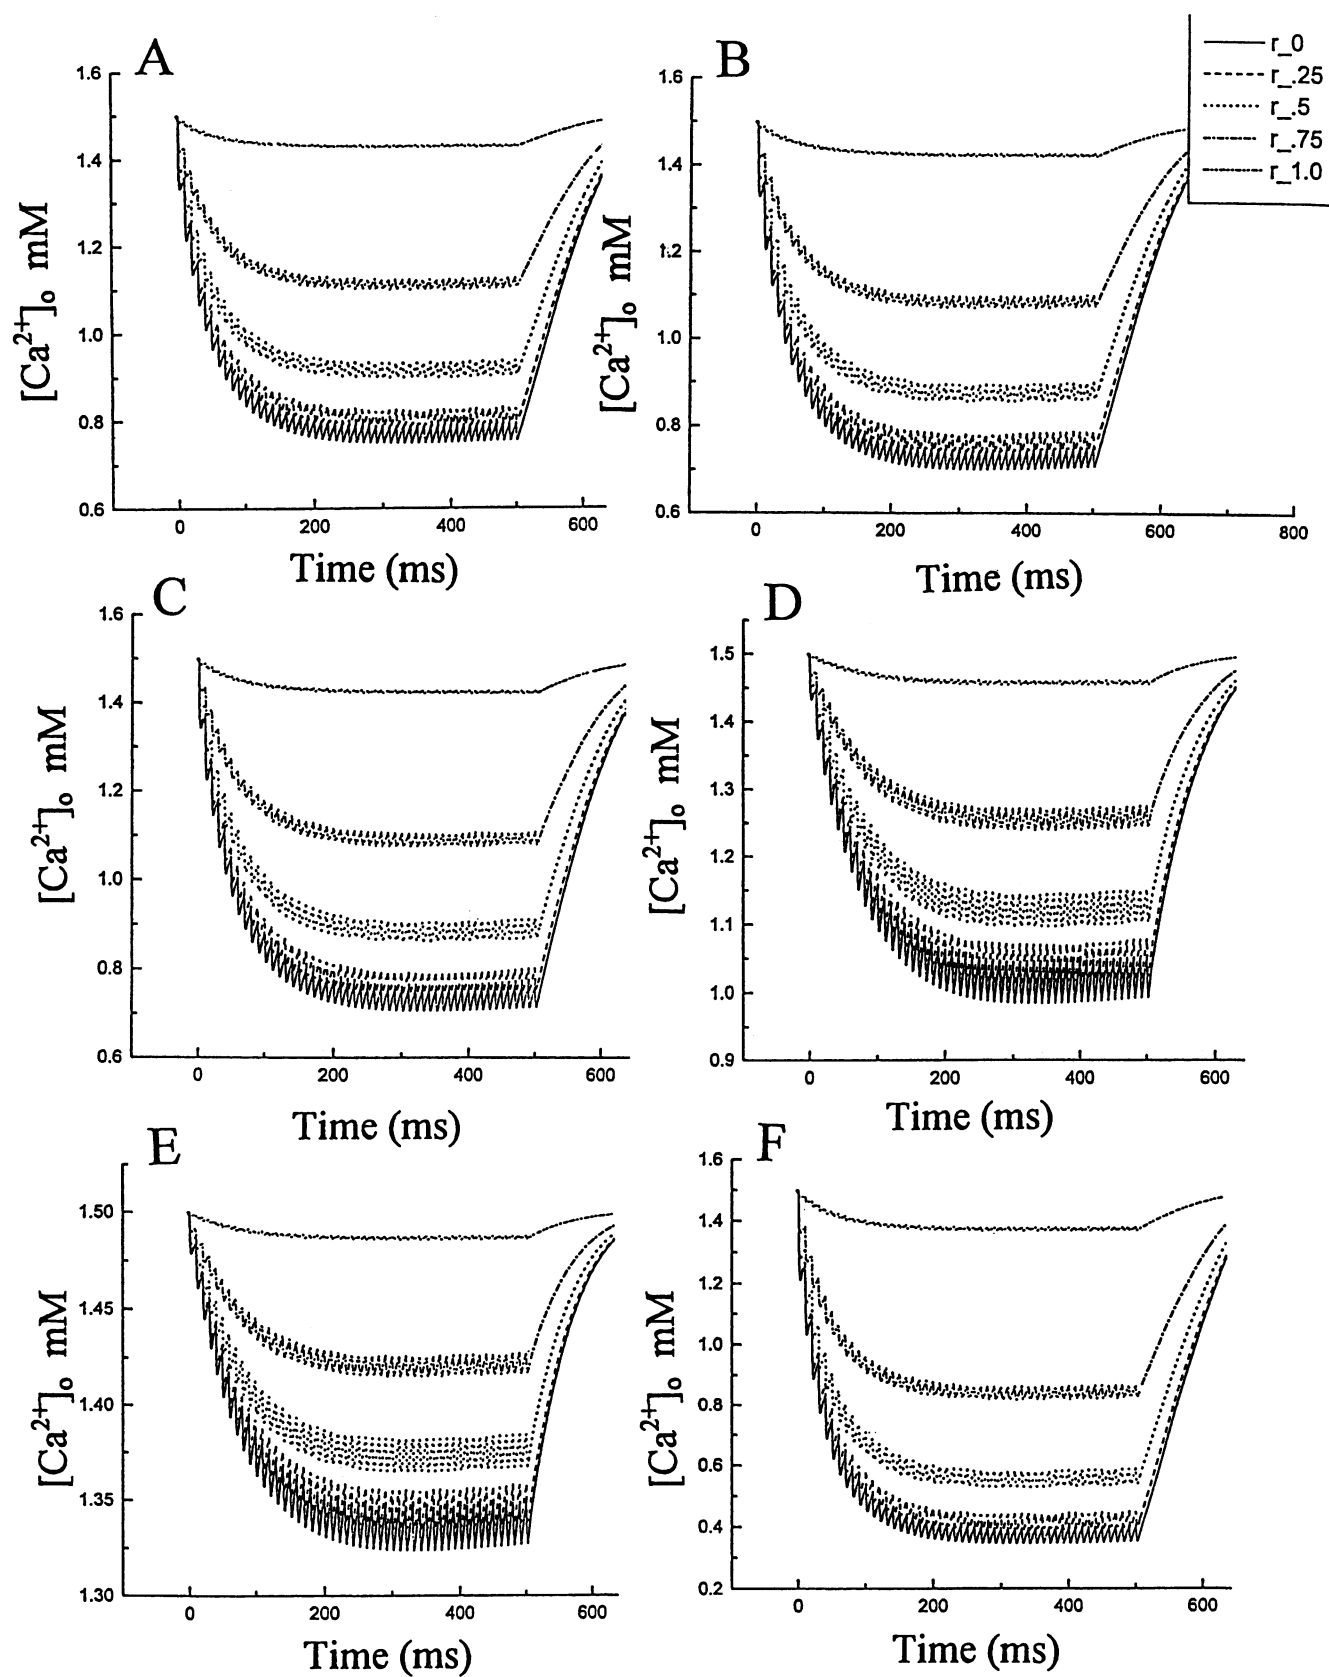 A
1.6
1.4
1.2
1.0
0.8
0.6
[Ca2+]o mM
0 200 400 600
Time (ms)
B
1.6
1.4
1.2
1.0
0.8
0.6
[Ca2+]o mM
0 200 400 600 800
Time (ms)
r_0
r_.25
r_.5
r_.75
r_1.0
C
1.6
1.4
1.2
1.0
0.8
0.6
[Ca2+]o mM
0 200 400 600
Time (ms)
D
1.5
1.4
1.3
1.2
1.1
1.0
0.9
[Ca2+]o mM
0 200 400 600
Time (ms)
E
1.50
1.45
1.40
1.35
1.30
[Ca2+]o mM
0 200 400 600
Time (ms)
F
1.6
1.4
1.2
1.0
0.8
0.6
0.4
0.2
[Ca2+]o mM
0 200 400 600
Time (ms)